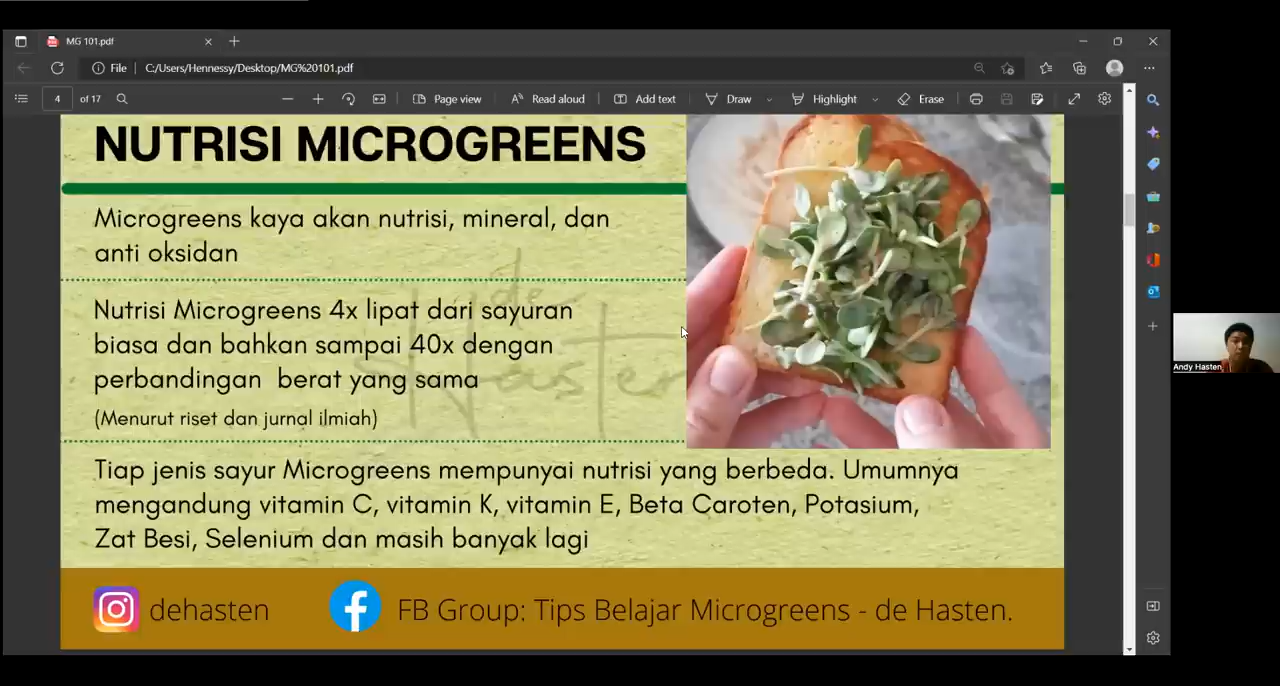 MG 101.pdf
File
C:/Users/Hennessy/Desktop/MG%20101.pdf
4 of 17
Page view
Read aloud
Add text
Draw
Highlight
Erase
NUTRISI MICROGREENS
Microgreens kaya akan nutrisi, mineral, dan
anti oksidan
Nutrisi Microgreens 4x lipat dari sayuran
biasa dan bahkan sampai 40x dengan
perbandingan berat yang sama
(Menurut riset dan jurnal ilmiah)
de
Hasten
Tiap jenis sayur Microgreens mempunyai nutrisi yang berbeda. Umumnya
mengandung vitamin C, vitamin K, vitamin E, Beta Caroten, Potasium,
Zat Besi, Selenium dan masih banyak lagi
dehasten
FB Group: Tips Belajar Microgreens - de Hasten.
Andy Hasten